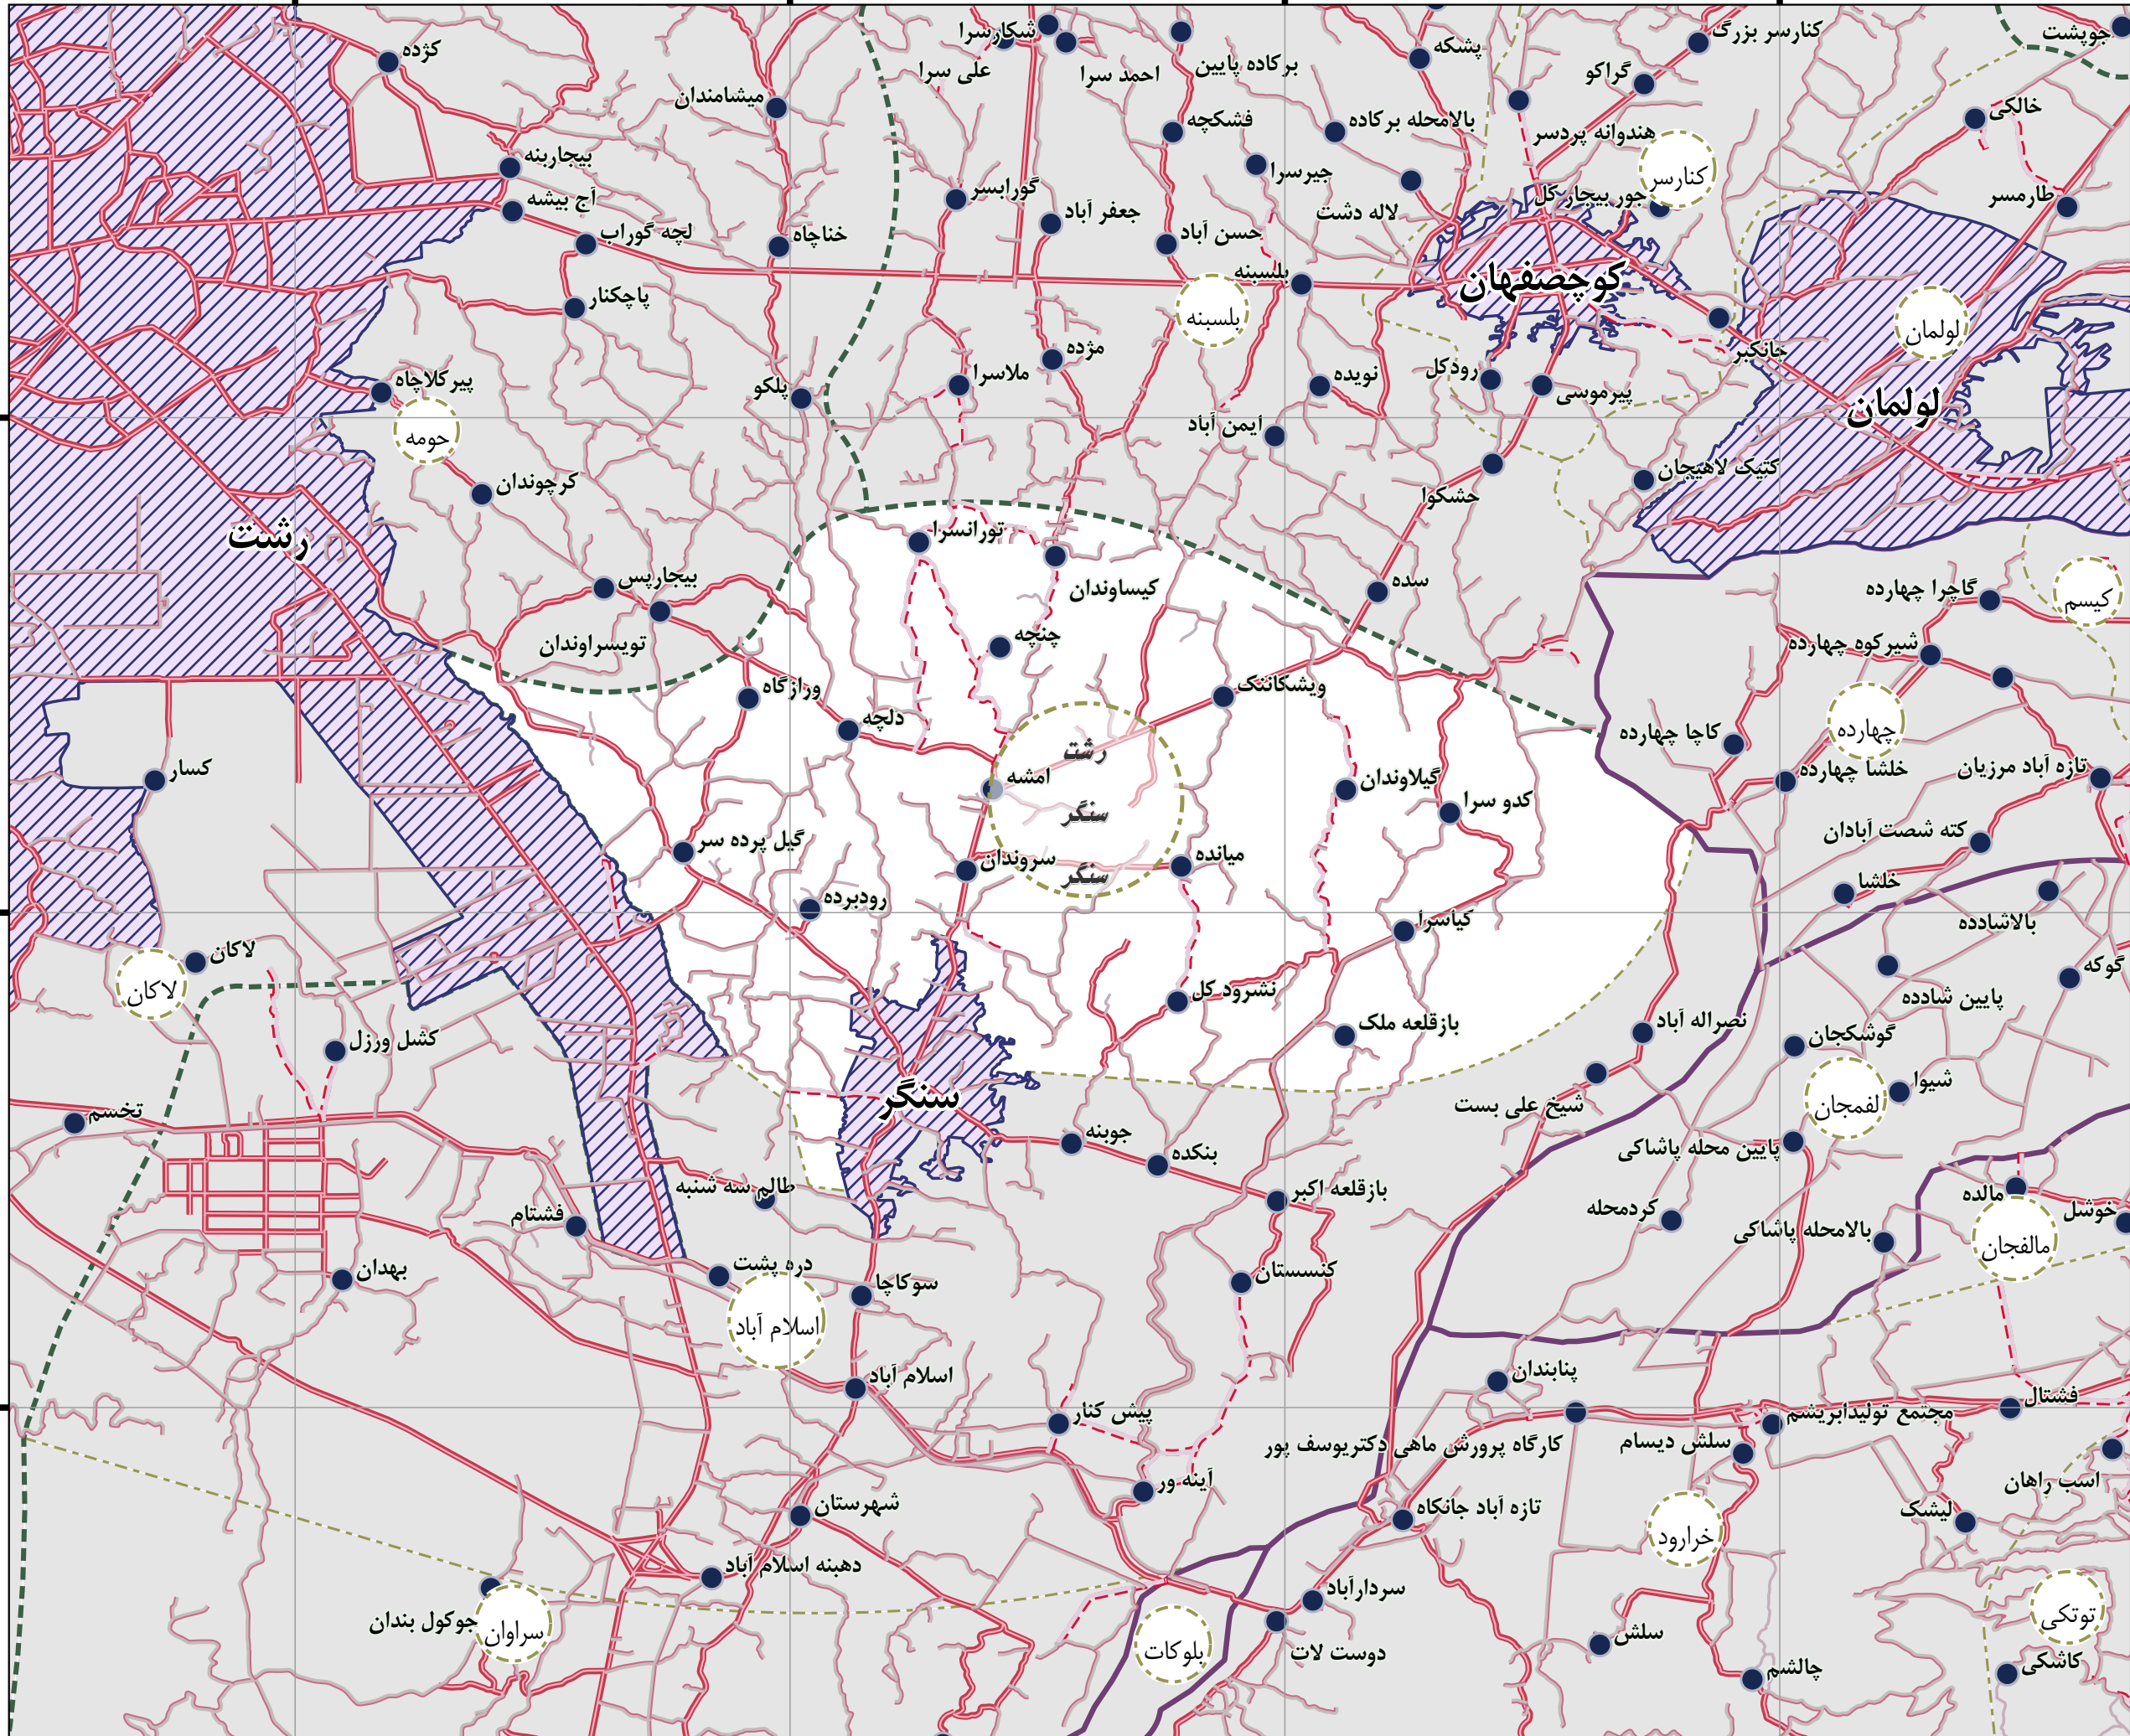 شکارسرا
کنارسر بزرگ
جوپشت
کژده
پشکه
علی سرا
احمد سرا
برکاده پایین
گراکو
میشامندان
خالکی
فشکچه
بالامحله برکاده
هندوانه پردسر
بیجاربنه
جیرسرا
کنارسر
آج بیشه
گورابسر
جعفر آباد
لاله دشت
جور بیجارکل
طارمسر
لچه گوراب
خناچاه
حسن آباد
بلسبنه
کوچصفهان
پاچکنار
بلسبنه
لولمان
جانکبر
مژده
پیرکلاچاه
پلکو
ملاسرا
نویده
رودکل
پیرموسی
لولمان
حومه
ایمن آباد
کرچوندان
خشکوا
کتیک لاهیجان
رشت
تورانسرا
بیجارپس
کیساوندان
سده
گاچرا چهارده
کیسم
تویسراوندان
چنچه
شیرکوه چهارده
ورازگاه
ویشکاننک
دلچه
کاچا چهارده
چهارده
رشت
کسار
امشه
سنگر
سنگر
گیلاوندان
کدو سرا
خلشا چهارده
تازه آباد مرزیان
گیل پرده سر
سروندان
میانده
کته شصت آبادان
رودبرده
کیاسرا
خلشا
بالاشادده
لاکان
لاکان
گوکه
نشرود کل
پایین شادده
کشل ورزل
بازقلعه ملک
نصراله آباد
گوشکجان
سنگر
شیوا
تخسم
شیخ علی بست
لفمجان
جوبنه
بنکده
پایین محله پاشاکی
طالم سه شنبه
بازقلعه اکبر
مالده
فشتام
کردمحله
بالامحله پاشاکی
خوشل
مالفجان
بهدان
دره پشت
سوکاچا
کنسستان
اسلام آباد
اسلام آباد
پنابندان
فشتال
پیش کنار
مجتمع تولیدابریشم
کارگاه پرورش ماهی دکتریوسف پور
سلش دیسام
آینه ور
اسب راهان
شهرستان
تازه آباد جانکاه
لیشک
خرارود
دهبنه اسلام آباد
سردارآباد
جوکول بندان
سراوان
توتکی
پلوکات
دوست لات
سلش
چالشم
کاشکی